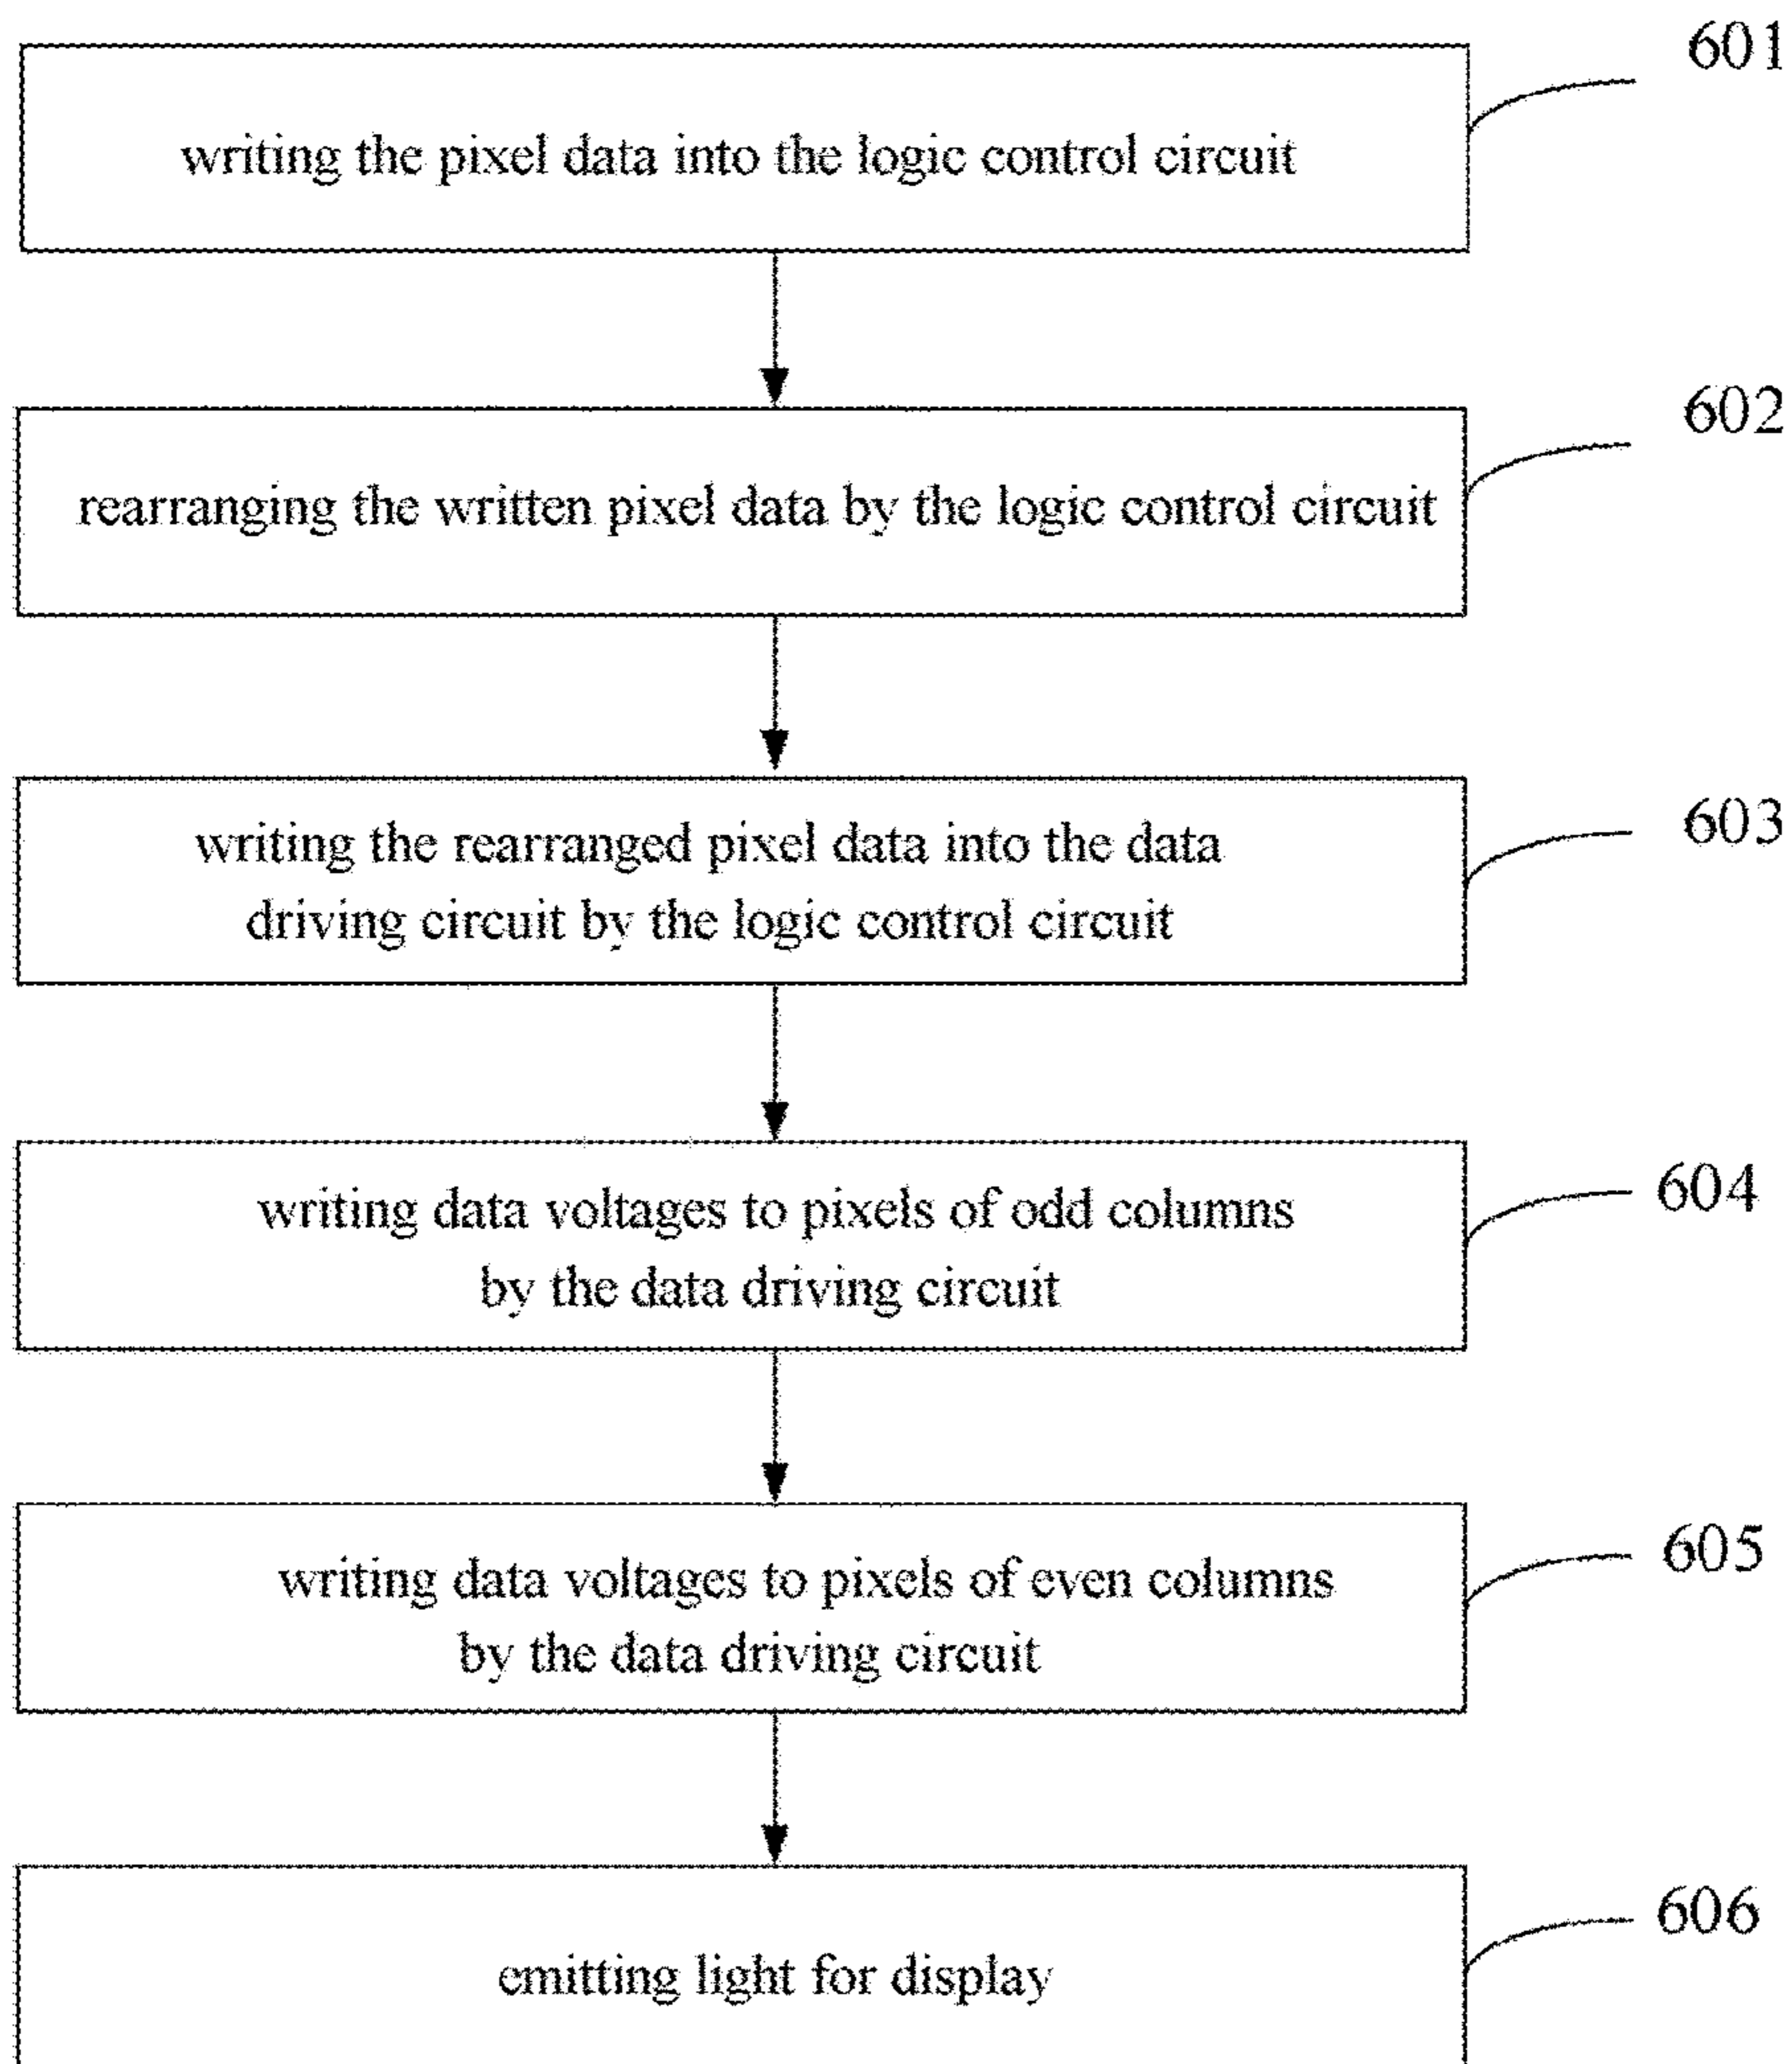 601
writing the pixel data into the logic control circuit
602
rearranging the written pixel data by the logic control circuit
603
writing the rearranged pixel data into the data
driving circuit by the logic control circuit
604
writing data voltages to pixels of odd columns
by the data driving circuit
605
writing data voltages to pixels of even columns
by the data driving circuit
606
emitting light for display